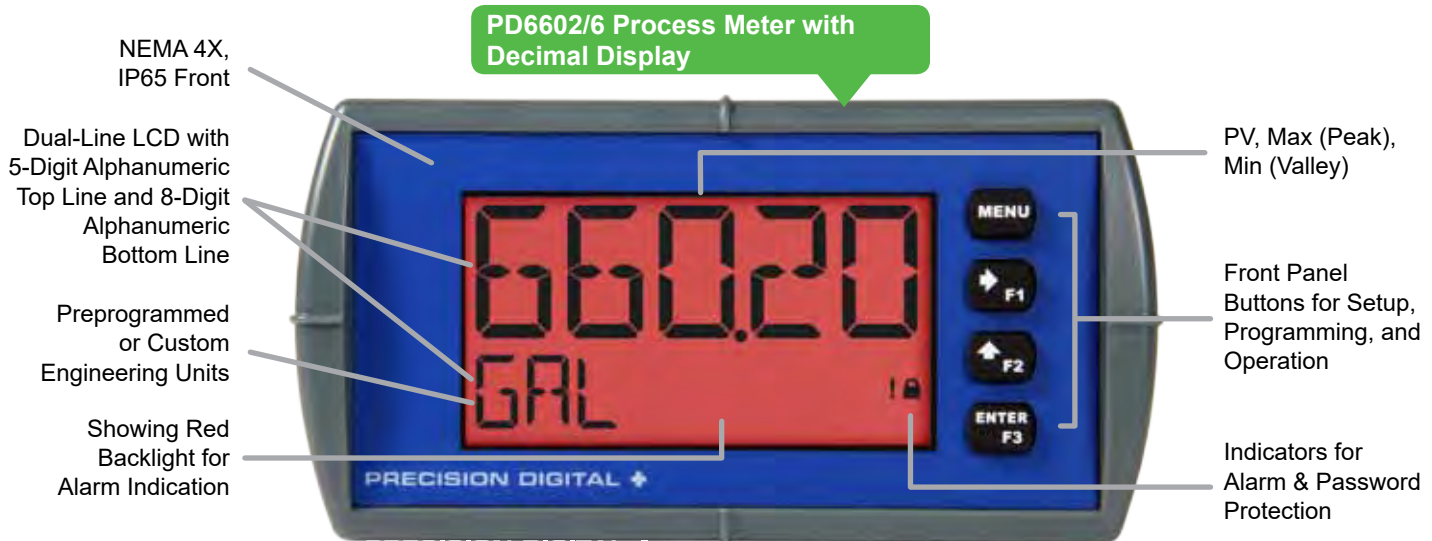 PD6602/6 Process Meter with
Decimal Display
NEMA 4X,
IP65 Front
Dual-Line LCD with
5-Digit Alphanumeric
Top Line and 8-Digit
Alphanumeric
Bottom Line
Preprogrammed
or Custom
Engineering Units
Showing Red
Backlight for
Alarm Indication
660.20
GAL
!
PRECISION DIGITAL
MENU
F1
F2
ENTER
F3
PV, Max (Peak),
Min (Valley)
Front Panel
Buttons for Setup,
Programming, and
Operation
Indicators for
Alarm & Password
Protection